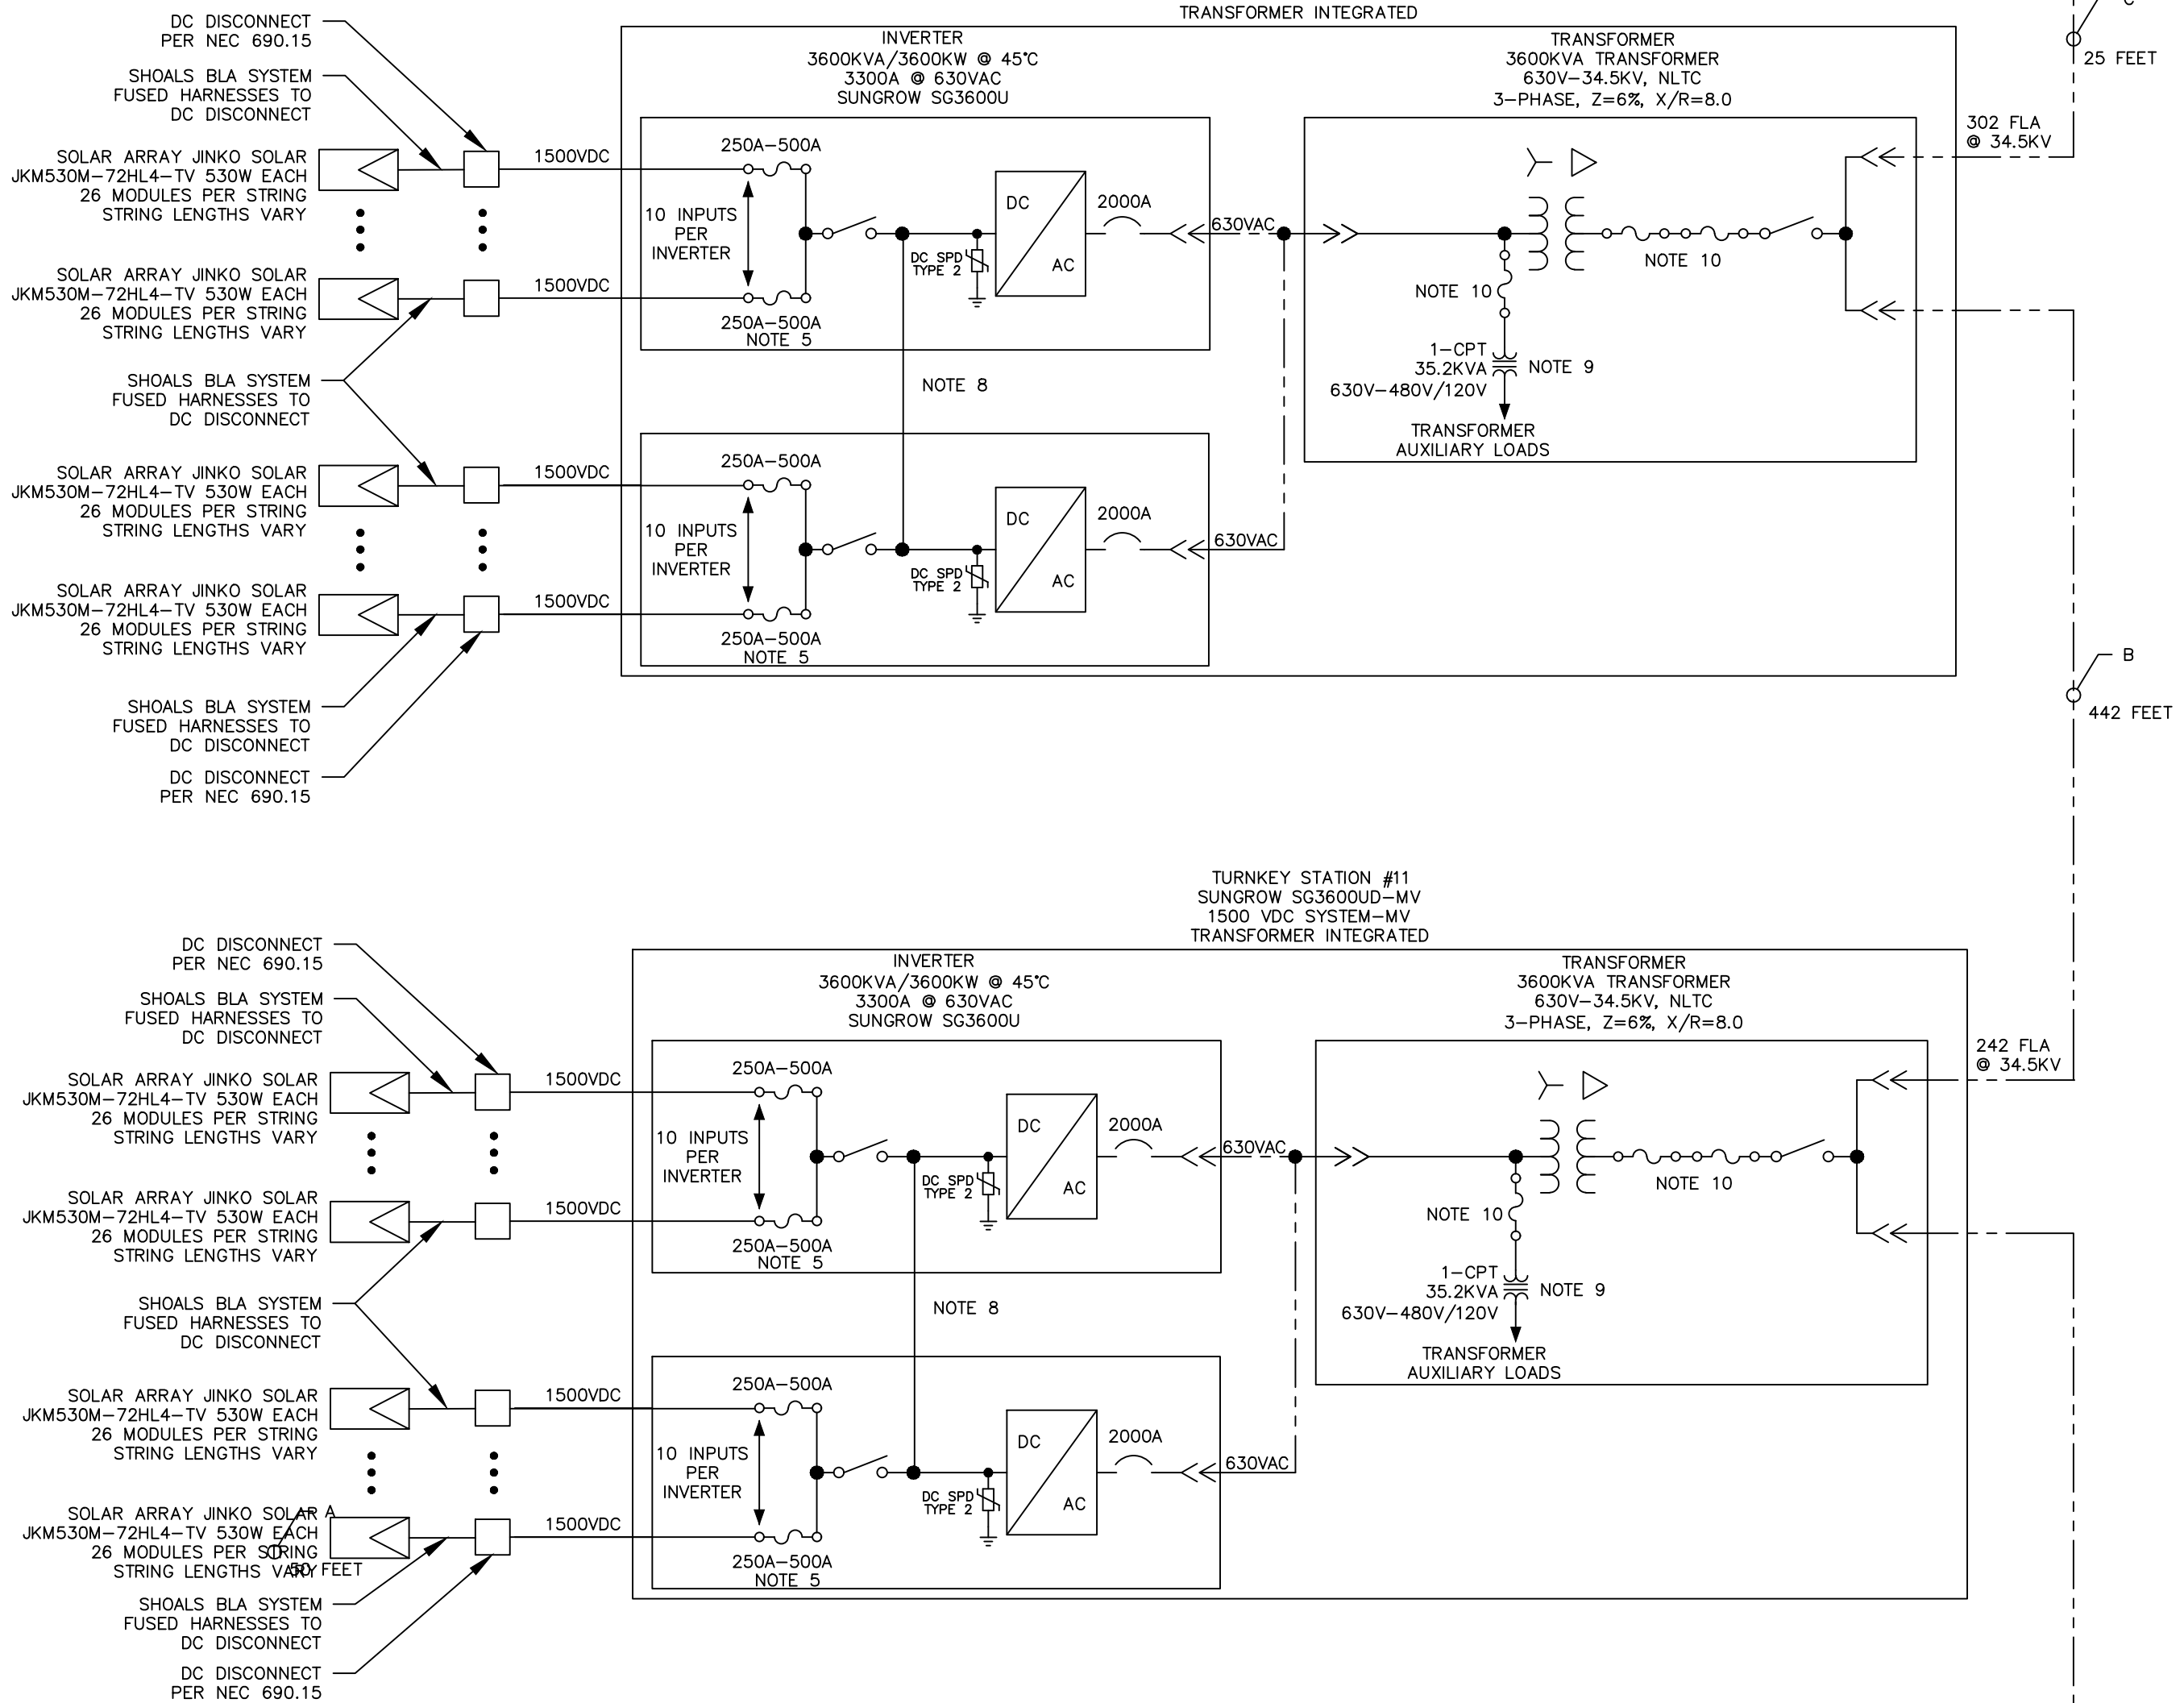 TRANSFORMER INTEGRATED
C
25 FEET
DC DISCONNECT
PER NEC 690.15
SHOALS BLA SYSTEM
FUSED HARNESSES TO
DC DISCONNECT
INVERTER
3600KVA/3600KW @ 45°C
3300A @ 630VAC
SUNGROW SG3600U
TRANSFORMER
3600KVA TRANSFORMER
630V-34.5KV, NLTC
3-PHASE, Z=6%, X/R=8.0
302 FLA
@ 34.5KV
SOLAR ARRAY JINKO SOLAR
JKM530M-72HL4-TV 530W EACH
26 MODULES PER STRING
STRING LENGTHS VARY
1500VDC
250A-500A
10 INPUTS
PER
INVERTER
DC SPD
TYPE 2
DC
AC
2000A
630VAC
NOTE 10
NOTE 10
SOLAR ARRAY JINKO SOLAR
JKM530M-72HL4-TV 530W EACH
26 MODULES PER STRING
STRING LENGTHS VARY
1500VDC
250A-500A
NOTE 5
1-CPT
35.2KVA
630V-480V/120V
NOTE 9
TRANSFORMER
AUXILIARY LOADS
SHOALS BLA SYSTEM
FUSED HARNESSES TO
DC DISCONNECT
NOTE 8
SOLAR ARRAY JINKO SOLAR
JKM530M-72HL4-TV 530W EACH
26 MODULES PER STRING
STRING LENGTHS VARY
1500VDC
250A-500A
10 INPUTS
PER
INVERTER
DC SPD
TYPE 2
DC
AC
2000A
630VAC
SOLAR ARRAY JINKO SOLAR
JKM530M-72HL4-TV 530W EACH
26 MODULES PER STRING
STRING LENGTHS VARY
1500VDC
250A-500A
NOTE 5
B
442 FEET
SHOALS BLA SYSTEM
FUSED HARNESSES TO
DC DISCONNECT
DC DISCONNECT
PER NEC 690.15
TURNKEY STATION #11
SUNGROW SG3600UD-MV
1500 VDC SYSTEM-MV
TRANSFORMER INTEGRATED
DC DISCONNECT
PER NEC 690.15
SHOALS BLA SYSTEM
FUSED HARNESSES TO
DC DISCONNECT
INVERTER
3600KVA/3600KW @ 45°C
3300A @ 630VAC
SUNGROW SG3600U
TRANSFORMER
3600KVA TRANSFORMER
630V-34.5KV, NLTC
3-PHASE, Z=6%, X/R=8.0
242 FLA
@ 34.5KV
SOLAR ARRAY JINKO SOLAR
JKM530M-72HL4-TV 530W EACH
26 MODULES PER STRING
STRING LENGTHS VARY
1500VDC
250A-500A
10 INPUTS
PER
INVERTER
DC SPD
TYPE 2
DC
AC
2000A
630VAC
NOTE 10
NOTE 10
SOLAR ARRAY JINKO SOLAR
JKM530M-72HL4-TV 530W EACH
26 MODULES PER STRING
STRING LENGTHS VARY
1500VDC
250A-500A
NOTE 5
1-CPT
35.2KVA
630V-480V/120V
NOTE 9
TRANSFORMER
AUXILIARY LOADS
SHOALS BLA SYSTEM
FUSED HARNESSES TO
DC DISCONNECT
NOTE 8
SOLAR ARRAY JINKO SOLAR
JKM530M-72HL4-TV 530W EACH
26 MODULES PER STRING
STRING LENGTHS VARY
1500VDC
250A-500A
10 INPUTS
PER
INVERTER
DC SPD
TYPE 2
DC
AC
2000A
630VAC
SOLAR ARRAY JINKO SOLAR
JKM530M-72HL4-TV 530W EACH
26 MODULES PER STRING
STRING LENGTHS VARY
A
50 FEET
1500VDC
250A-500A
NOTE 5
SHOALS BLA SYSTEM
FUSED HARNESSES TO
DC DISCONNECT
DC DISCONNECT
PER NEC 690.15